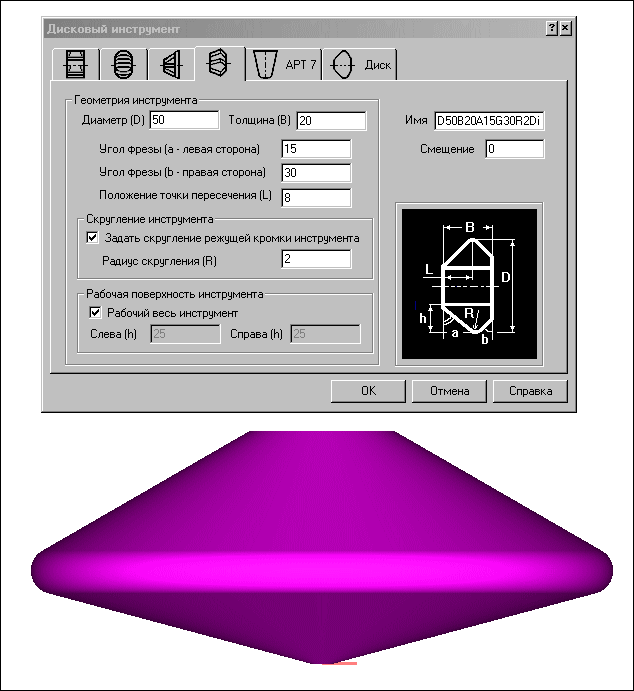 Дисковый инструмент
АРТ 7 Диск
Геометрия инструмента
Диаметр (D) 50 Толщина (B) 20
Имя D50B20A15G30R2Di
Угол фрезы (a - левая сторона) 15
Смещение 0
Угол фрезы (b - правая сторона) 30
Положение точки пересечения (L) 8
Скругление инструмента
Задать скругление режущей кромки инструмента
Радиус скругления (R) 2
Рабочая поверхность инструмента
Рабочий весь инструмент
Слева (h) 25 Справа (h) 25
B
L
D
h
R
a
b
OK Отмена Справка